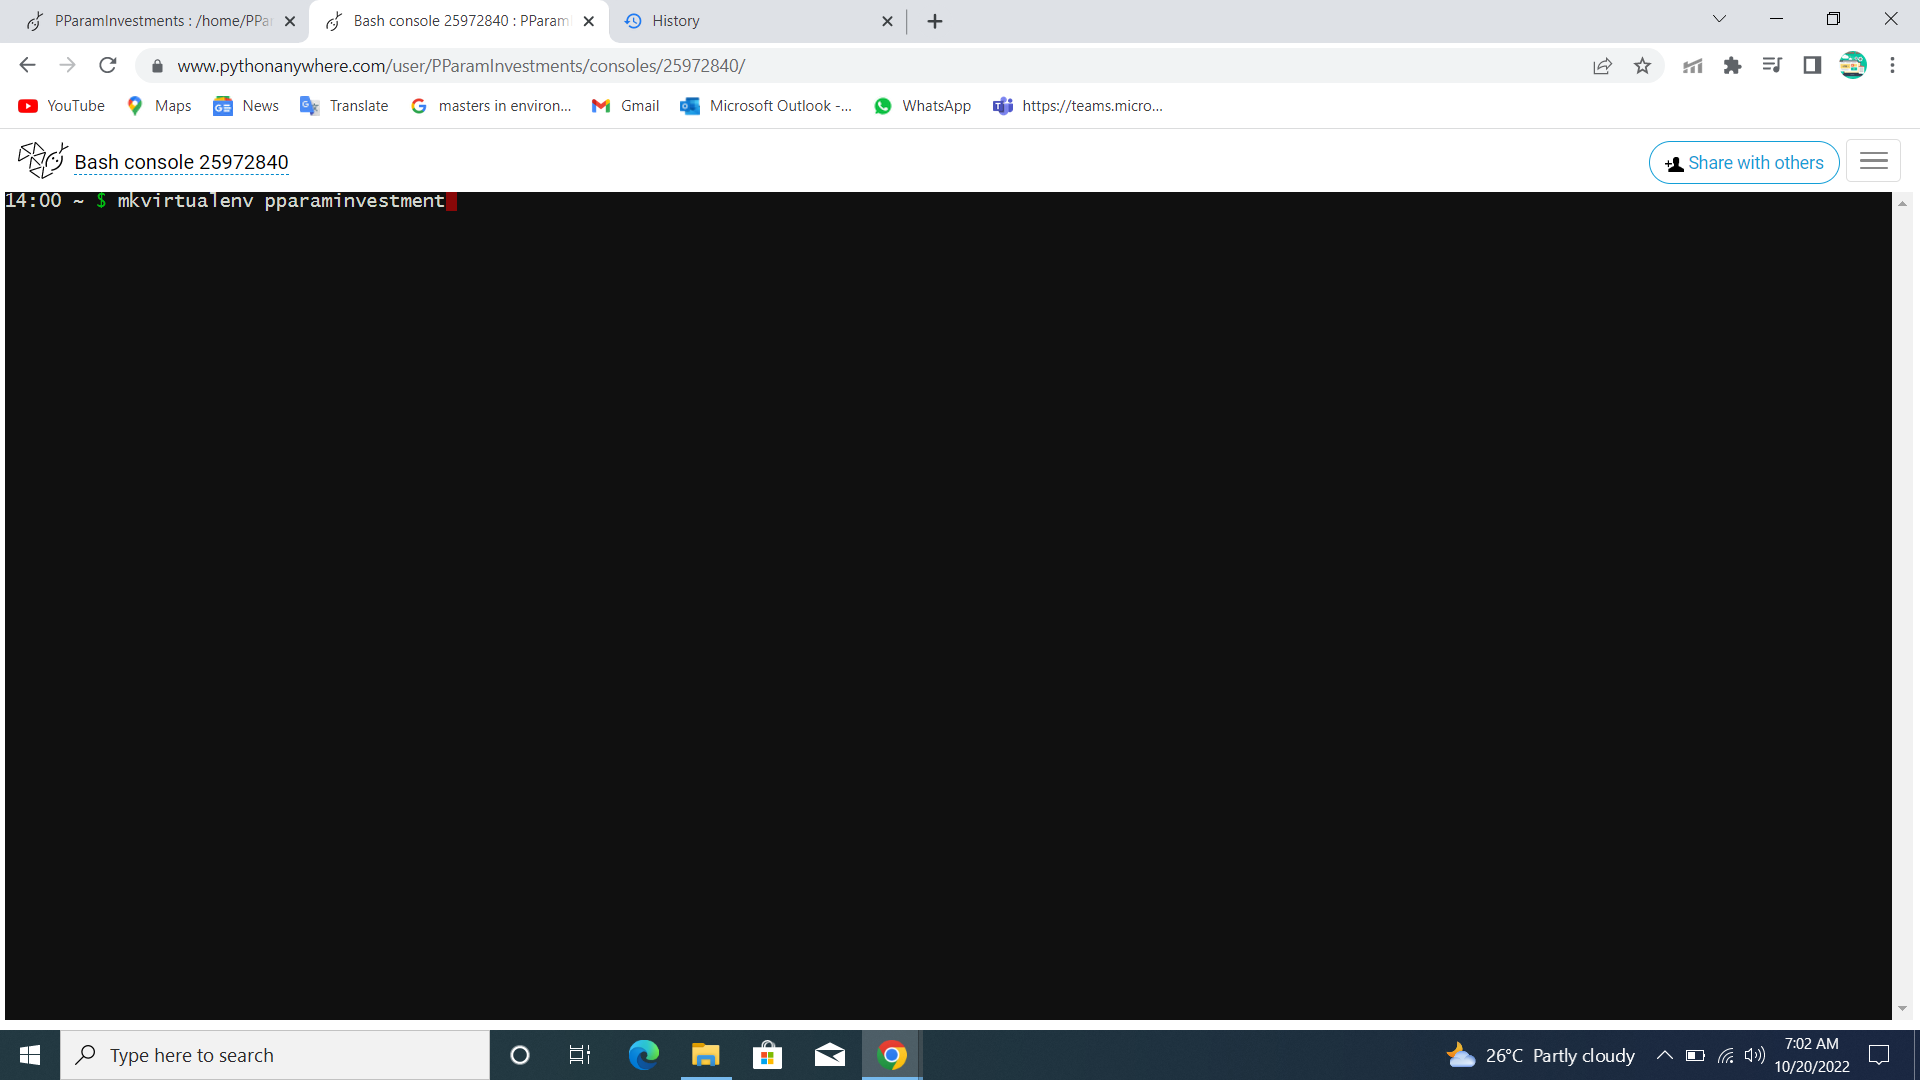 PParamInvestments : /home/PPar
Bash console 25972840 : PParam
History
www.pythonanywhere.com/user/PParamInvestments/consoles/25972840/
YouTube
Maps
News
Translate
masters in environ...
Gmail
Microsoft Outlook -...
WhatsApp
https://teams.micro...
Bash console 25972840
Share with others
14:00 ~ $ mkvirtualenv pparaminvestment
Type here to search
26°C Partly cloudy
7:02 AM
10/20/2022